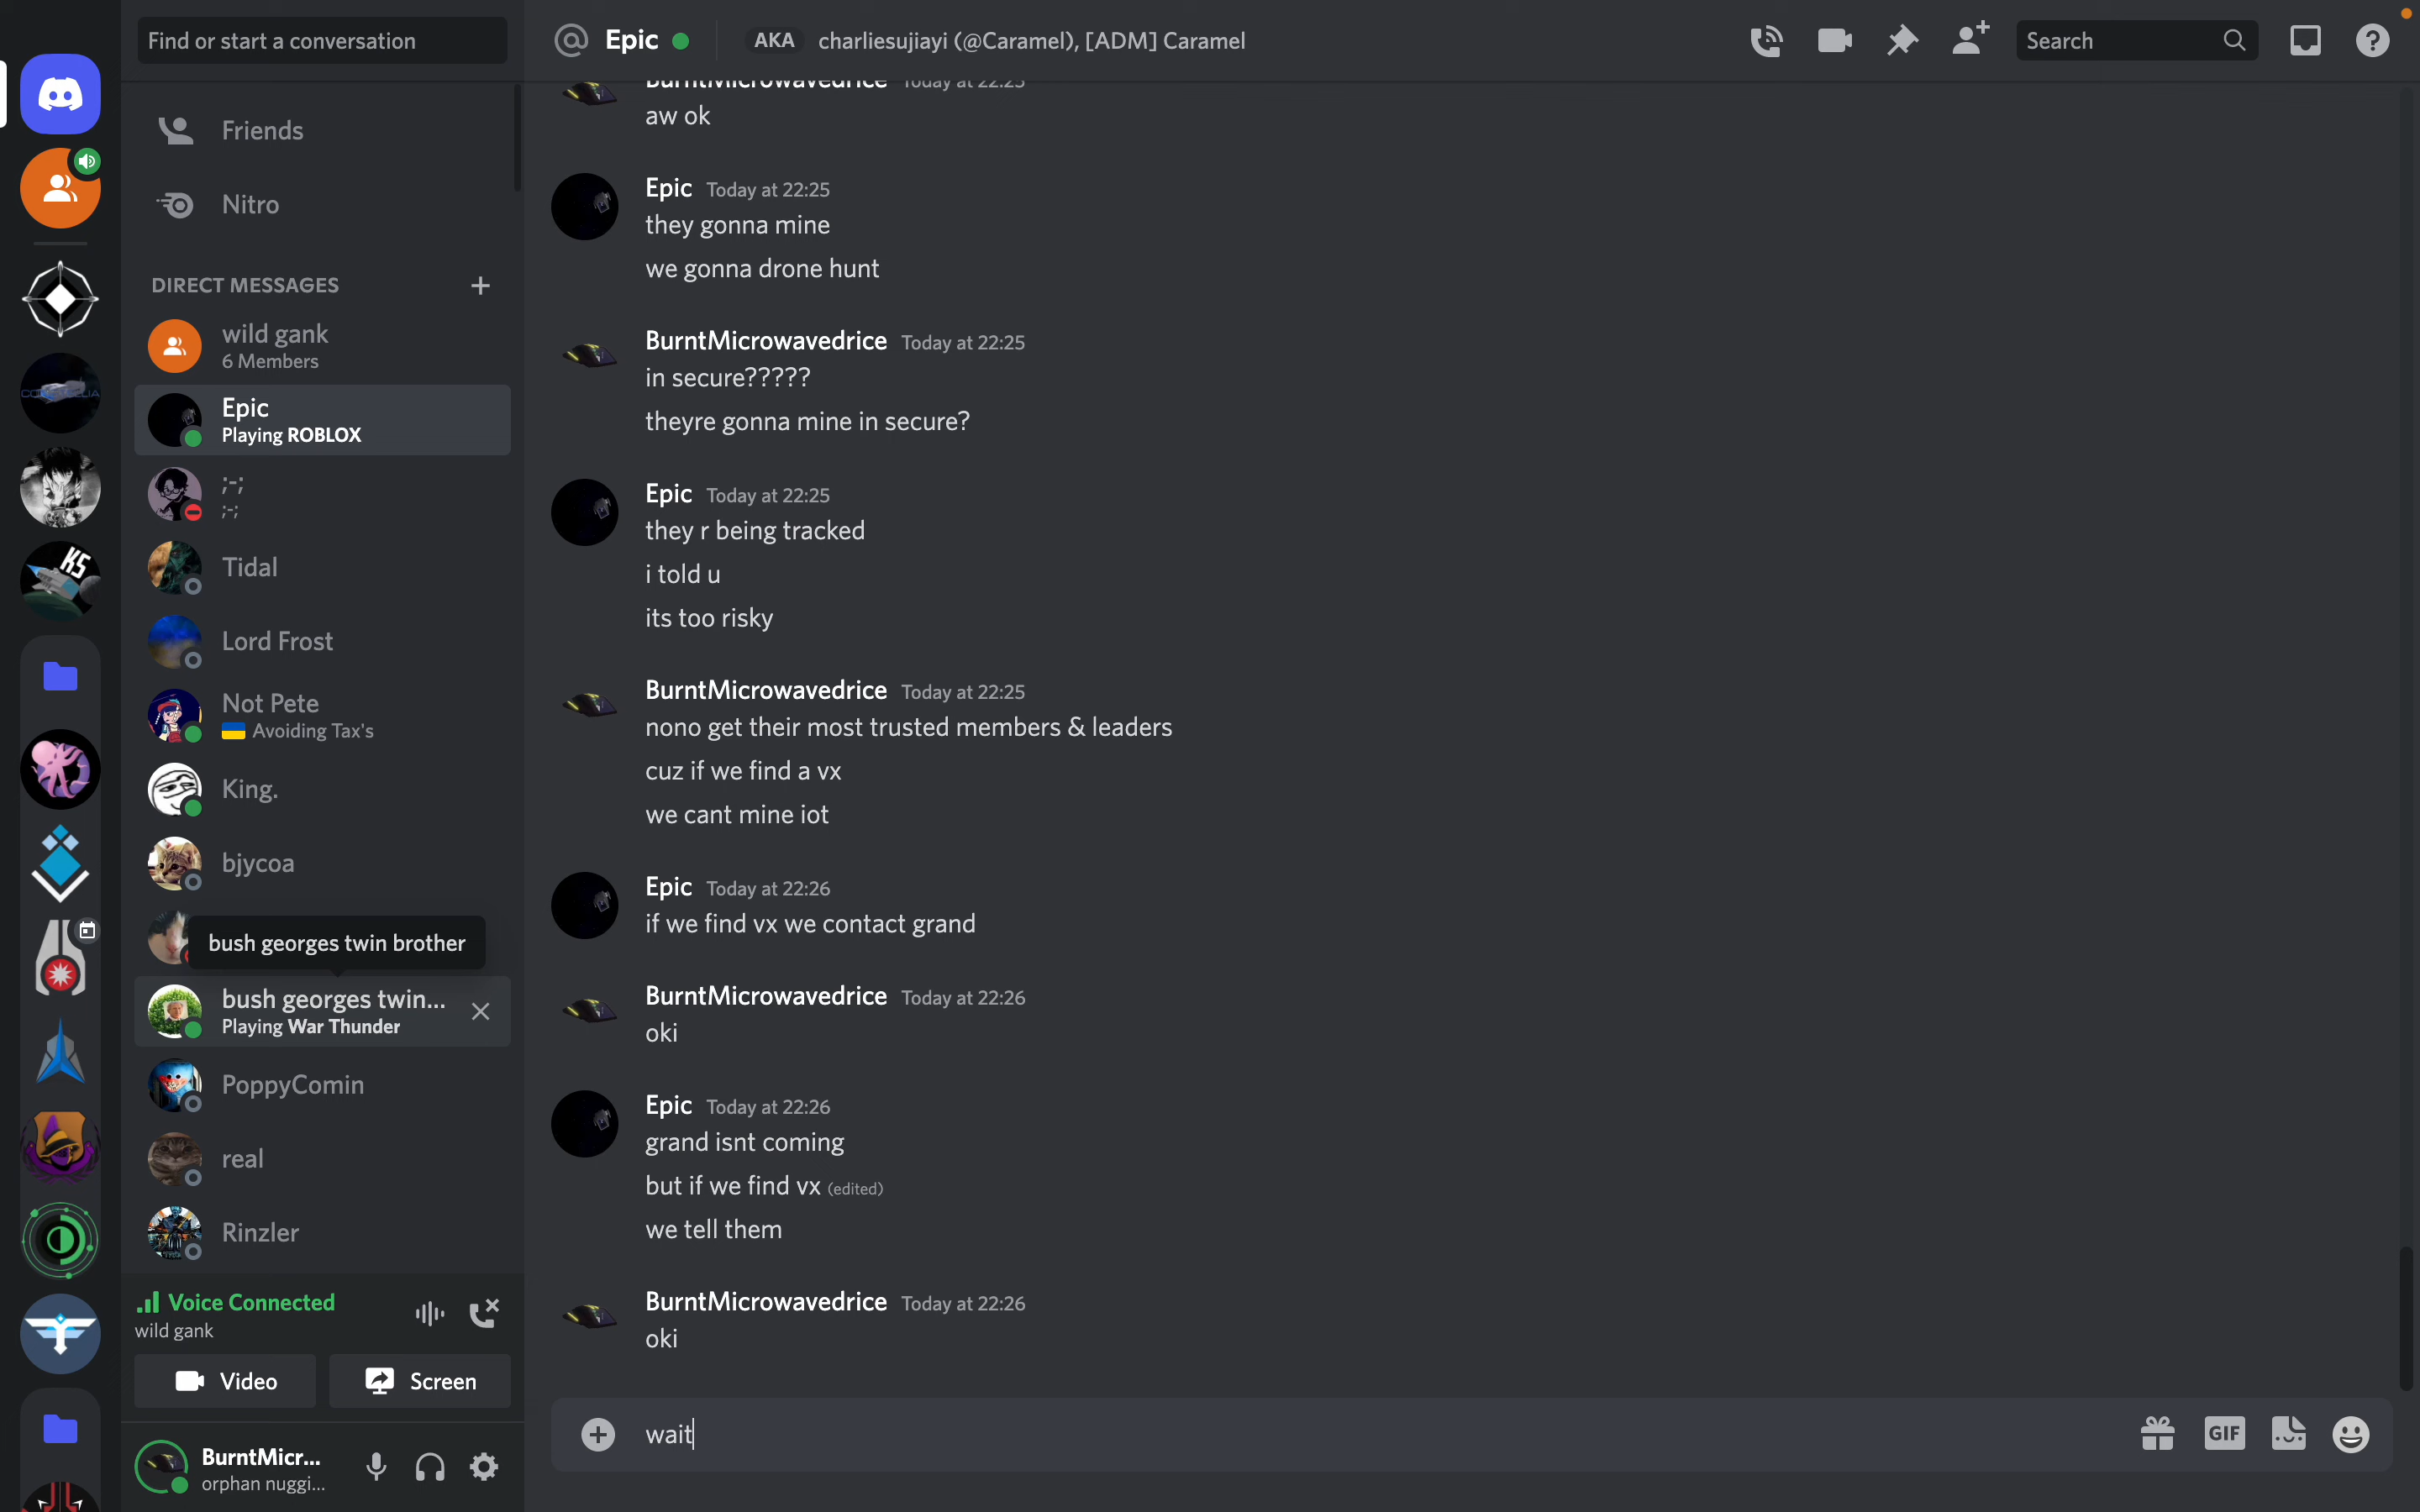 Find or start a conversation
Friends
Nitro
DIRECT MESSAGES
wild gank
6 Members
Epic
Playing ROBLOX
;-;
;-;
Tidal
Lord Frost
Not Pete
Avoiding Tax's
King.
bjycoa
bush georges twin brother
bush georges twin...
Playing War Thunder
PoppyComin
real
Rinzler
Voice Connected
wild gank
Video Screen
BurntMicr...
orphan nuggi...
KS
Epic AKA charliesujiayi (@Caramel), [ADM] Caramel
Search
BurntMicrowavedrice Today at 22:25
aw ok
Epic Today at 22:25
they gonna mine
we gonna drone hunt
BurntMicrowavedrice Today at 22:25
in secure?????
theyre gonna mine in secure?
Epic Today at 22:25
they r being tracked
i told u
its too risky
BurntMicrowavedrice Today at 22:25
nono get their most trusted members & leaders
cuz if we find a vx
we cant mine iot
Epic Today at 22:26
if we find vx we contact grand
BurntMicrowavedrice Today at 22:26
oki
Epic Today at 22:26
grand isnt coming
but if we find vx (edited)
we tell them
BurntMicrowavedrice Today at 22:26
oki
wait
GIF